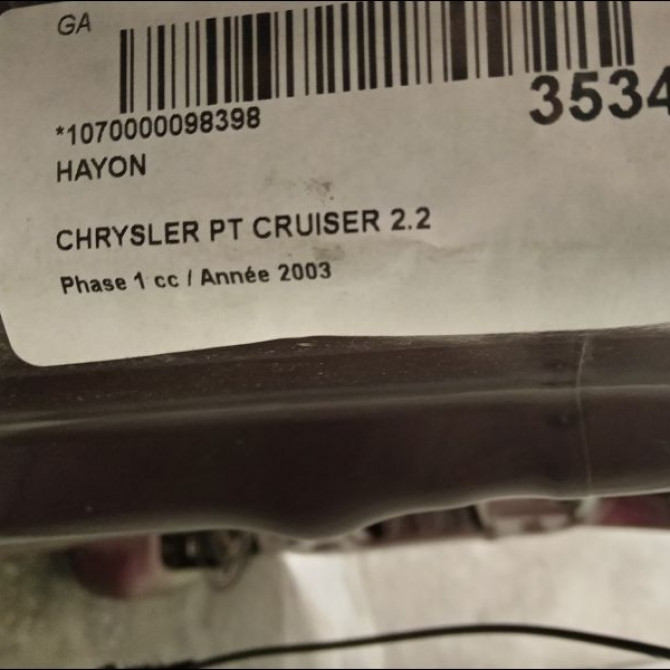 GA
3534
*1070000098398
HAYON
CHRYSLER PT CRUISER 2.2
Phase 1 cc / Année 2003